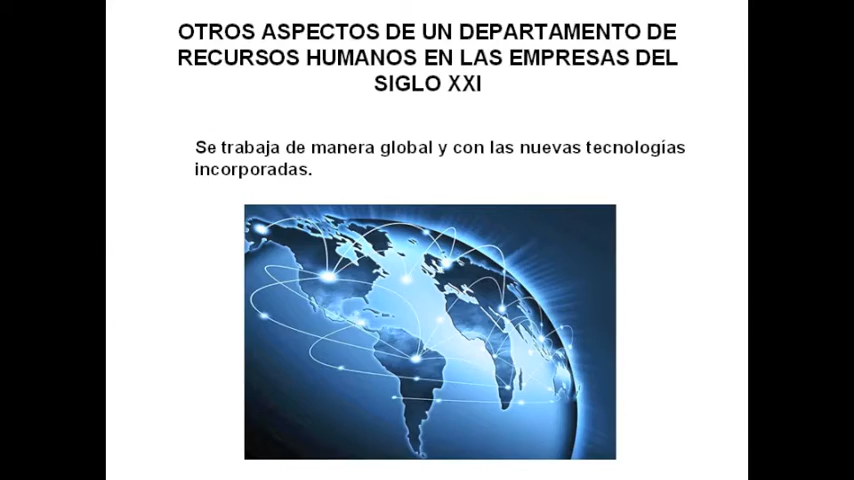 OTROS ASPECTOS DE UN DEPARTAMENTO DE
RECURSOS HUMANOS EN LAS EMPRESAS DEL
SIGLO XXI
Se trabaja de manera global y con las nuevas tecnologías
incorporadas.